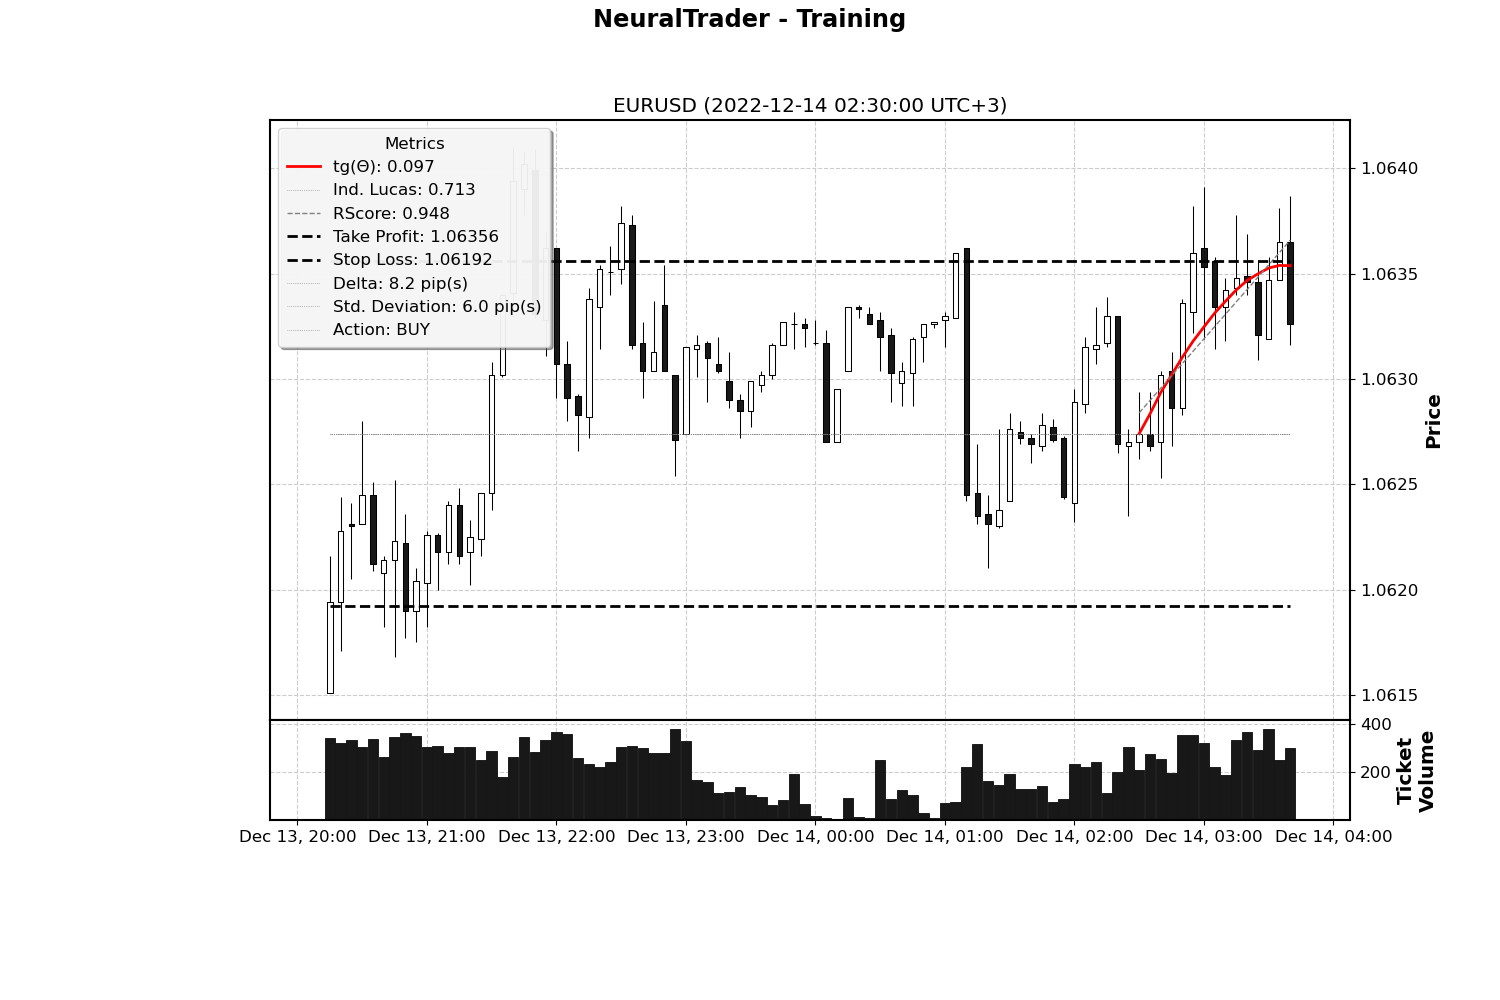 NeuralTrader - Training
EURUSD (2022-12-14 02:30:00 UTC+3)
Metrics
tg(Θ): 0.097
Ind. Lucas: 0.713
RScore: 0.948
Take Profit: 1.06356
Stop Loss: 1.06192
Delta: 8.2 pip(s)
Std. Deviation: 6.0 pip(s)
Action: BUY
1.0640
1.0635
1.0630
1.0625
1.0620
1.0615
Price
400
200
Ticket
Volume
Dec 13, 20:00 Dec 13, 21:00 Dec 13, 22:00 Dec 13, 23:00 Dec 14, 00:00 Dec 14, 01:00 Dec 14, 02:00 Dec 14, 03:00 Dec 14, 04:00